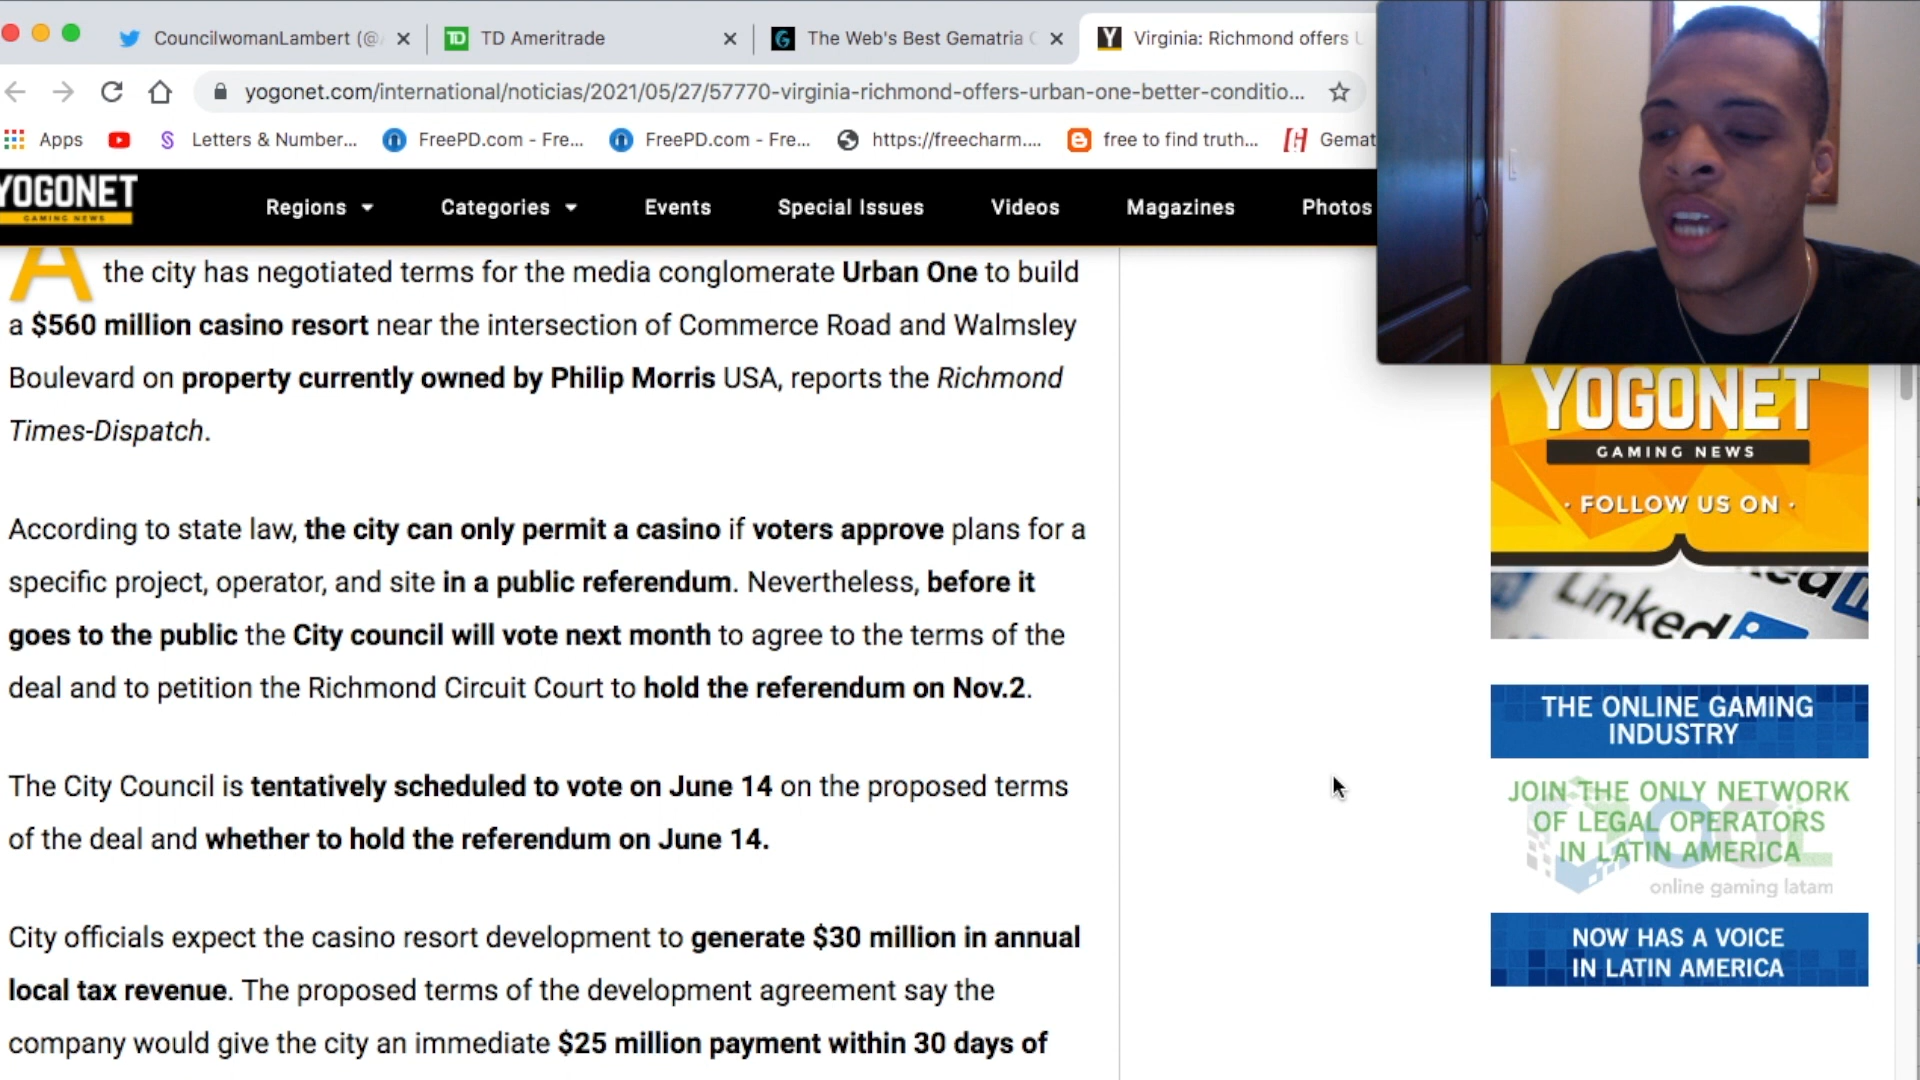 CouncilwomanLambert (@
TD Ameritrade
The Web's Best Gematria
Virginia: Richmond offers
yogonet.com/international/noticias/2021/05/27/57770-virginia-richmond-offers-urban-one-better-conditio...
Apps
Letters & Number...
FreePD.com - Fre...
FreePD.com - Fre...
https://freecharm....
free to find truth...
Gemat
YOGONET
GAMING NEWS
Regions
Categories
Events
Special Issues
Videos
Magazines
Photos
A the city has negotiated terms for the media conglomerate Urban One to build
a $560 million casino resort near the intersection of Commerce Road and Walmsley
Boulevard on property currently owned by Philip Morris USA, reports the Richmond
Times-Dispatch.
According to state law, the city can only permit a casino if voters approve plans for a
specific project, operator, and site in a public referendum. Nevertheless, before it
goes to the public the City council will vote next month to agree to the terms of the
deal and to petition the Richmond Circuit Court to hold the referendum on Nov.2.
The City Council is tentatively scheduled to vote on June 14 on the proposed terms
of the deal and whether to hold the referendum on June 14.
City officials expect the casino resort development to generate $30 million in annual
local tax revenue. The proposed terms of the development agreement say the
company would give the city an immediate $25 million payment within 30 days of
YOGONET
GAMING NEWS
· FOLLOW US ON ·
Linked
THE ONLINE GAMING
INDUSTRY
JOIN THE ONLY NETWORK
OF LEGAL OPERATORS
IN LATIN AMERICA
OGL
online gaming latam
NOW HAS A VOICE
IN LATIN AMERICA